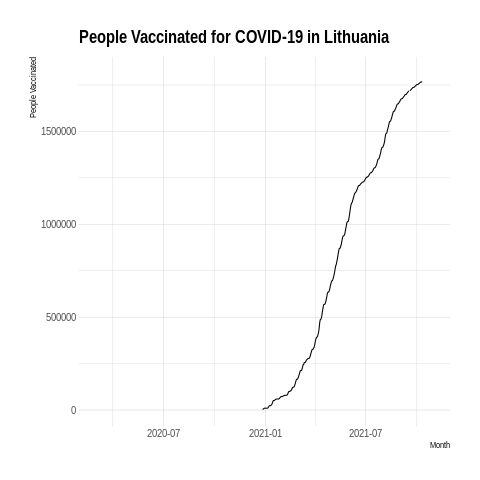 People Vaccinated for COVID-19 in Lithuania
People Vaccinated
1500000
1000000
500000
0
2020-07 2021-01 2021-07
Month